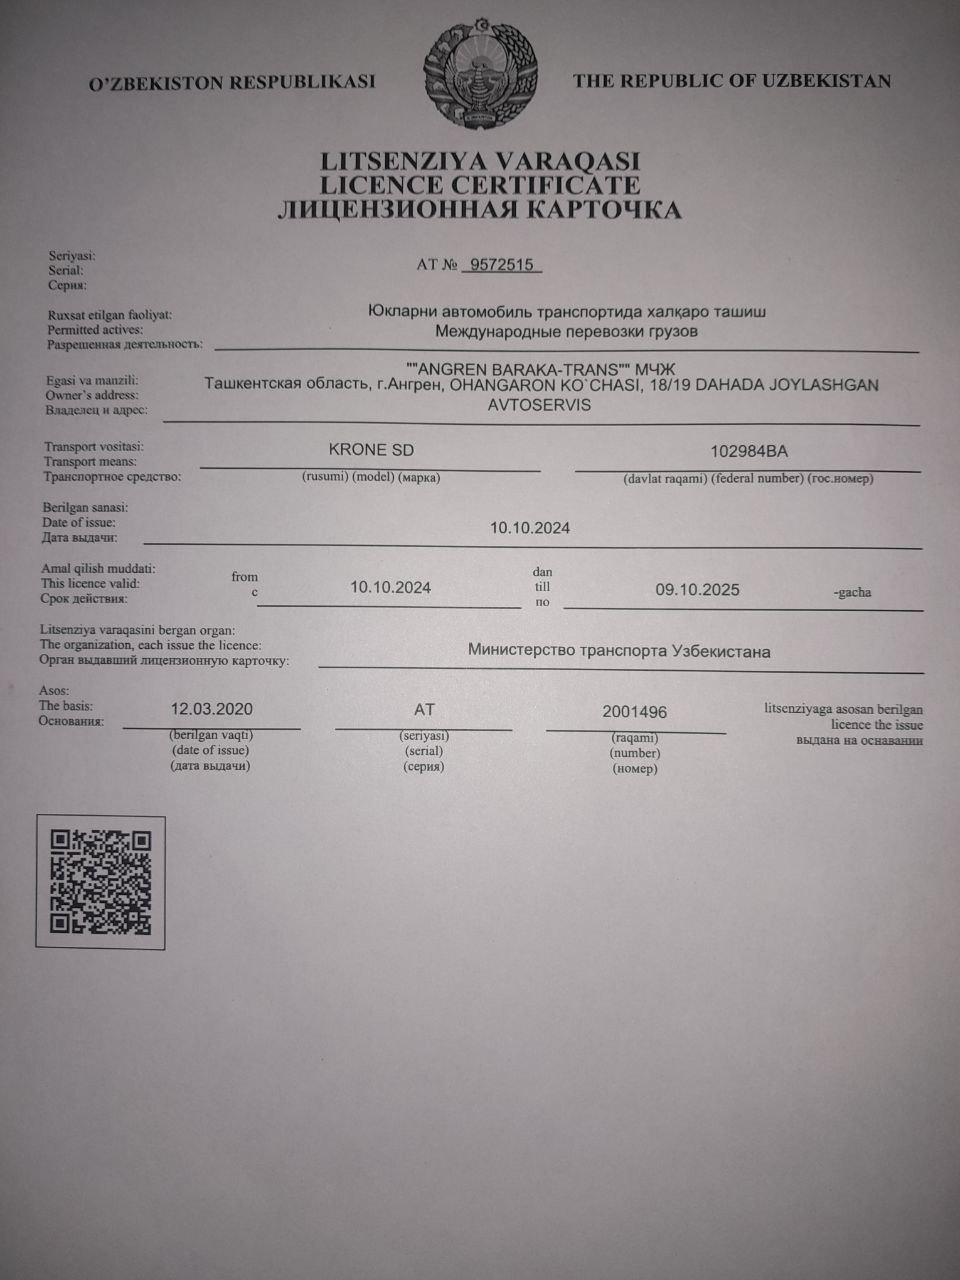 O'ZBEKISTON RESPUBLIKASI
THE REPUBLIC OF UZBEKISTAN
LITSENZIYA VARAQASI
LICENCE CERTIFICATE
ЛИЦЕНЗИОННАЯ КАРТОЧКА
Seriyasi:
Serial:
Серия:
AT № 9572515
Ruxsat etilgan faoliyat:
Permitted actives:
Разрешенная деятельность:
Юкларни автомобиль транспортида халқаро ташиш
Международные перевозки грузов
Egasi va manzili:
Owner's address:
Владелец и адрес:
""ANGREN BARAKA-TRANS"" МЧЖ
Ташкентская область, г.Ангрен, OHANGARON KO`CHASI, 18/19 DAHADA JOYLASHGAN
AVTOSERVIS
Transport vositasi:
Transport means:
Транспортное средство:
KRONE SD
(rusumi) (model) (марка)
102984BA
(davlat raqami) (federal number) (гос.номер)
Berilgan sanasi:
Date of issue:
Дата выдачи:
10.10.2024
Amal qilish muddati:
This licence valid:
Срок действия:
from
с
10.10.2024
dan
till
по
09.10.2025
-gacha
Litsenziya varaqasini bergan organ:
The organization, each issue the licence:
Орган выдавший лицензионную карточку:
Министерство транспорта Узбекистана
Asos:
The basis:
Основания:
12.03.2020
(berilgan vaqti)
(date of issue)
(дата выдачи)
AT
(seriyasi)
(serial)
(серия)
2001496
(raqami)
(number)
(номер)
litsenziyaga asosan berilgan
licence the issue
выдана на оснавании